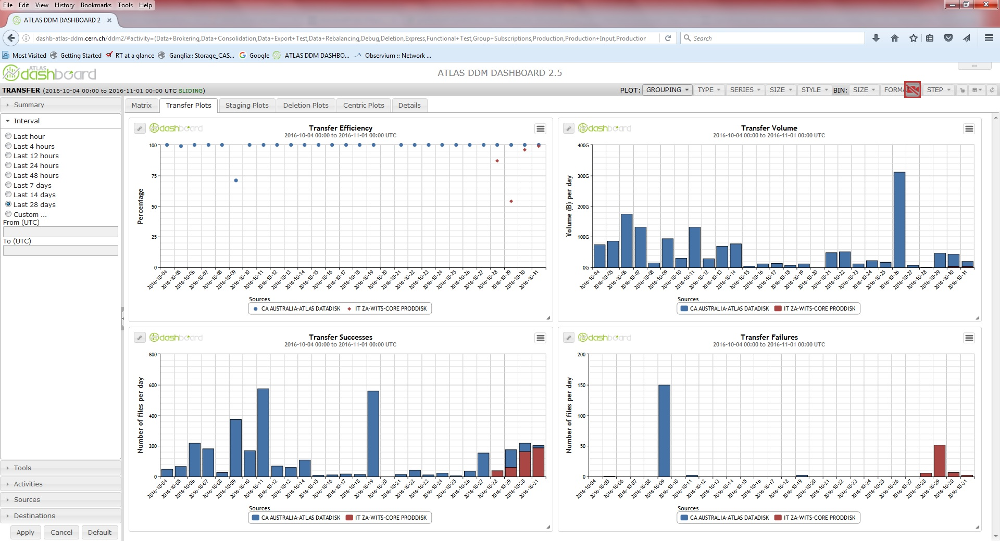 File Edit View History Bookmarks Tools Help
ATLAS DDM DASHBOARD 2 ×
dashb-atlas-ddm.cern.ch/ddm2/#activity=(Data+Brokering,Data+Consolidation,Data+Export+Test,Data+Rebalancing,Debug,Deletion,Express,Functional+Test,Group+Subscriptions,Production,Production+Input,Production
Search
Most Visited Getting Started RT at a glance Ganglia:: Storage_CAS... Google ATLAS DDM DASHBO... Observium :: Network ...
ATLAS dashboard
ATLAS DDM DASHBOARD 2.5
TRANSFER (2016-10-04 00:00 to 2016-11-01 00:00 UTC SLIDING)
PLOT: GROUPING TYPE SERIES SIZE STYLE BIN: SIZE FORMA STEP
Summary
Interval
Last hour
Last 4 hours
Last 12 hours
Last 24 hours
Last 48 hours
Last 7 days
Last 14 days
Last 28 days
Custom ...
From (UTC)
To (UTC)
Tools
Activities
Sources
Destinations
Apply Cancel Default
Matrix Transfer Plots Staging Plots Deletion Plots Centric Plots Details
dashboard
Transfer Efficiency
2016-10-04 00:00 to 2016-11-01 00:00 UTC
Percentage
100
75
50
25
0
2016-10-04 2016-10-05 2016-10-06 2016-10-07 2016-10-08 2016-10-09 2016-10-10 2016-10-11 2016-10-12 2016-10-13 2016-10-14 2016-10-15 2016-10-16 2016-10-17 2016-10-18 2016-10-19 2016-10-20 2016-10-21 2016-10-22 2016-10-23 2016-10-24 2016-10-25 2016-10-26 2016-10-27 2016-10-28 2016-10-29 2016-10-30 2016-10-31
Sources
CA AUSTRALIA-ATLAS DATADISK IT ZA-WITS-CORE PRODDISK
dashboard
Transfer Volume
2016-10-04 00:00 to 2016-11-01 00:00 UTC
Volume (B) per day
400G
300G
200G
100G
0G
2016-10-04 2016-10-05 2016-10-06 2016-10-07 2016-10-08 2016-10-09 2016-10-10 2016-10-11 2016-10-12 2016-10-13 2016-10-14 2016-10-15 2016-10-16 2016-10-17 2016-10-18 2016-10-19 2016-10-20 2016-10-21 2016-10-22 2016-10-23 2016-10-24 2016-10-25 2016-10-26 2016-10-27 2016-10-28 2016-10-29 2016-10-30 2016-10-31
Sources
CA AUSTRALIA-ATLAS DATADISK IT ZA-WITS-CORE PRODDISK
dashboard
Transfer Successes
2016-10-04 00:00 to 2016-11-01 00:00 UTC
Number of files per day
800
600
400
200
0
2016-10-04 2016-10-05 2016-10-06 2016-10-07 2016-10-08 2016-10-09 2016-10-10 2016-10-11 2016-10-12 2016-10-13 2016-10-14 2016-10-15 2016-10-16 2016-10-17 2016-10-18 2016-10-19 2016-10-20 2016-10-21 2016-10-22 2016-10-23 2016-10-24 2016-10-25 2016-10-26 2016-10-27 2016-10-28 2016-10-29 2016-10-30 2016-10-31
Sources
CA AUSTRALIA-ATLAS DATADISK IT ZA-WITS-CORE PRODDISK
dashboard
Transfer Failures
2016-10-04 00:00 to 2016-11-01 00:00 UTC
Number of files per day
200
150
100
50
0
2016-10-04 2016-10-05 2016-10-06 2016-10-07 2016-10-08 2016-10-09 2016-10-10 2016-10-11 2016-10-12 2016-10-13 2016-10-14 2016-10-15 2016-10-16 2016-10-17 2016-10-18 2016-10-19 2016-10-20 2016-10-21 2016-10-22 2016-10-23 2016-10-24 2016-10-25 2016-10-26 2016-10-27 2016-10-28 2016-10-29 2016-10-30 2016-10-31
Sources
CA AUSTRALIA-ATLAS DATADISK IT ZA-WITS-CORE PRODDISK